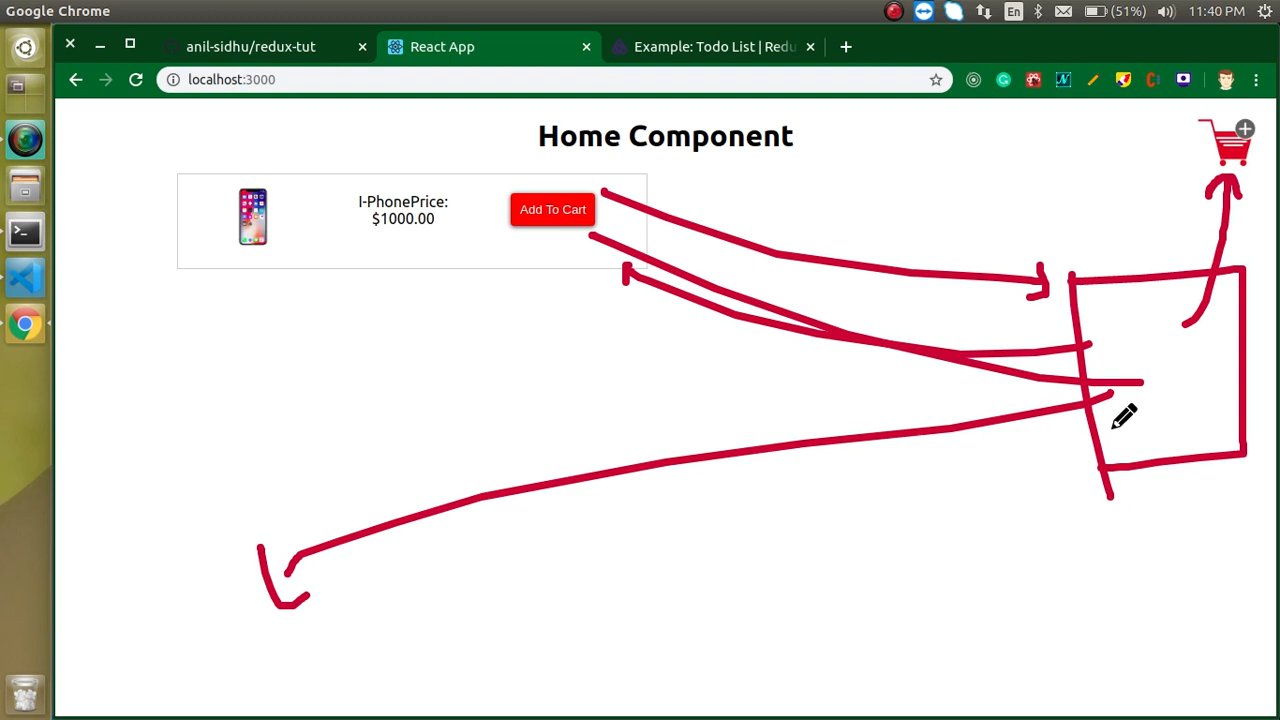 Google Chrome
En
(51%)
11:40 PM
anil-sidhu/redux-tut
React App
Example: Todo List | Redu
localhost:3000
Home Component
I-PhonePrice:
$1000.00
Add To Cart